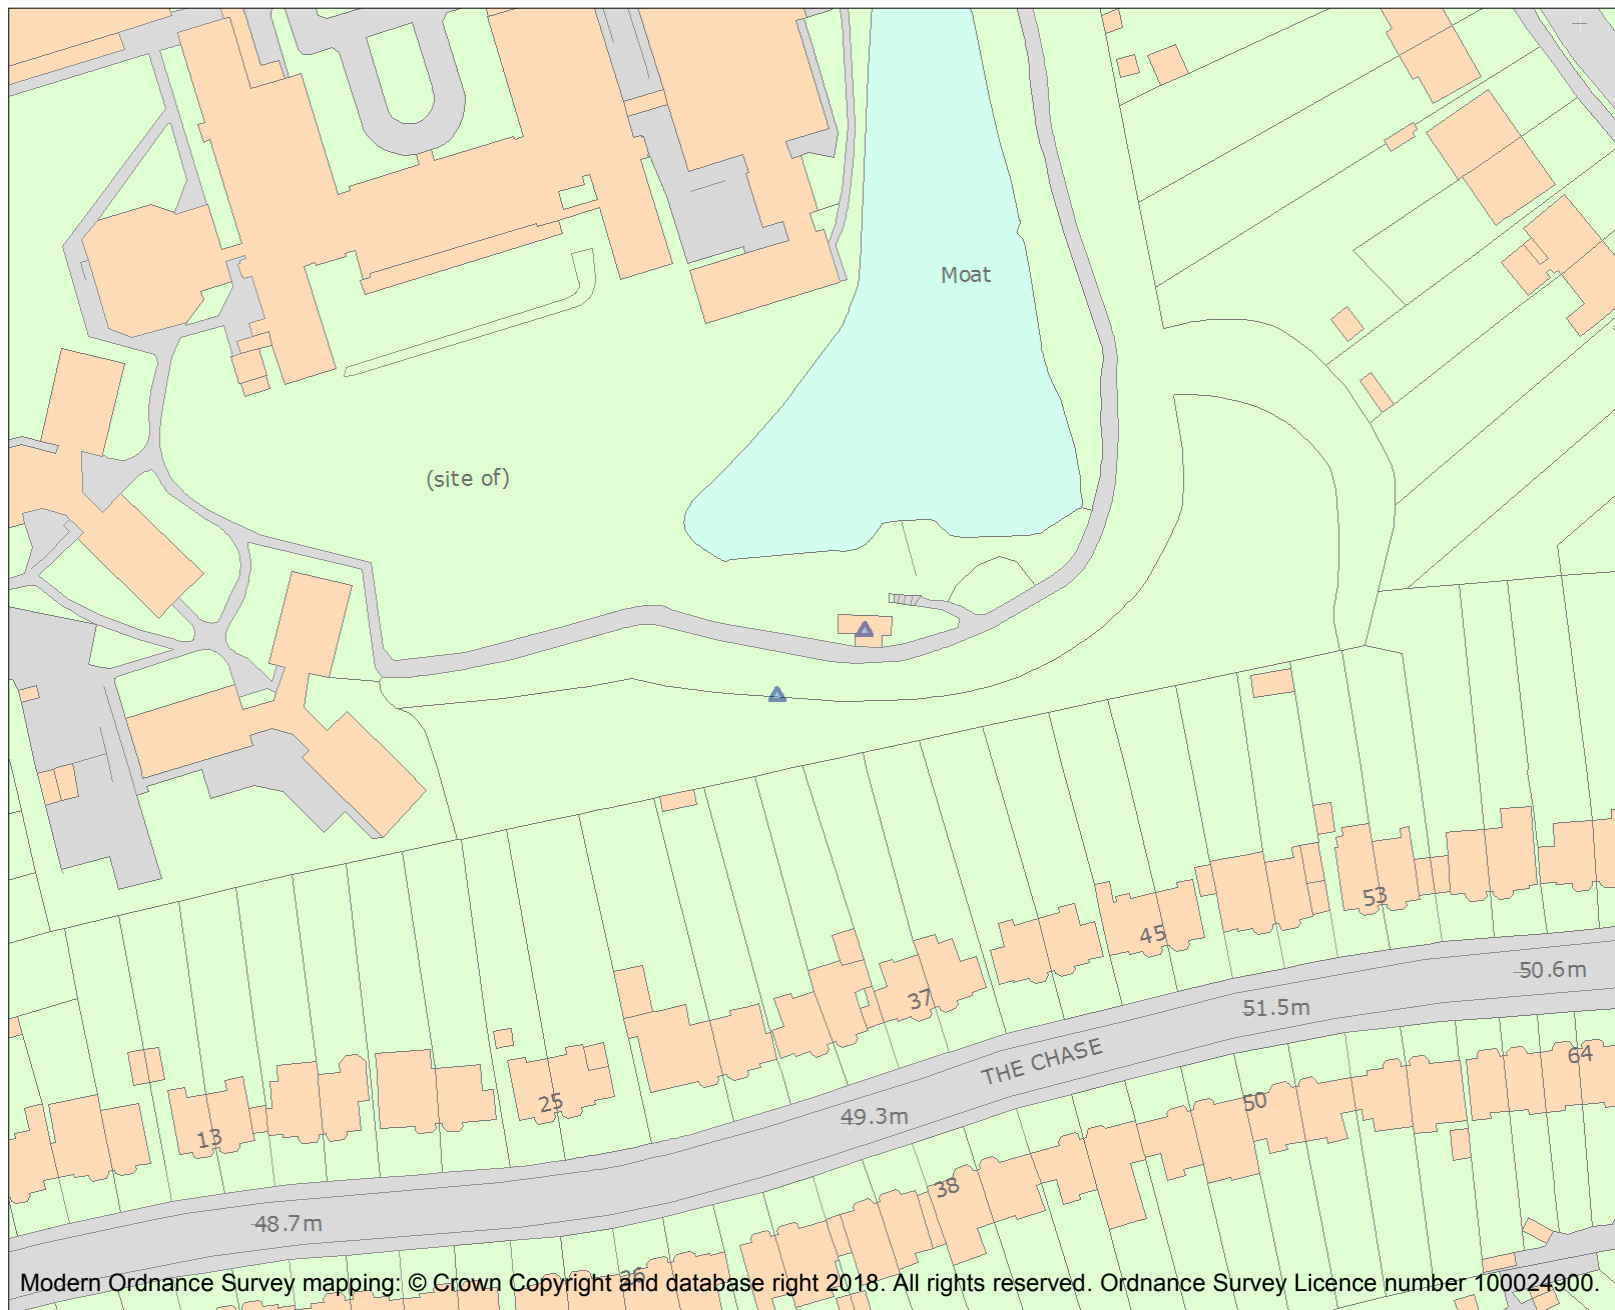 Moat
(site of)
53
45
50.6m
37
51.5m
THE CHASE
64
25
50
49.3m
13
38
48.7m
36
Modern Ordnance Survey mapping: © Crown Copyright and database right 2018. All rights reserved. Ordnance Survey Licence number 100024900.